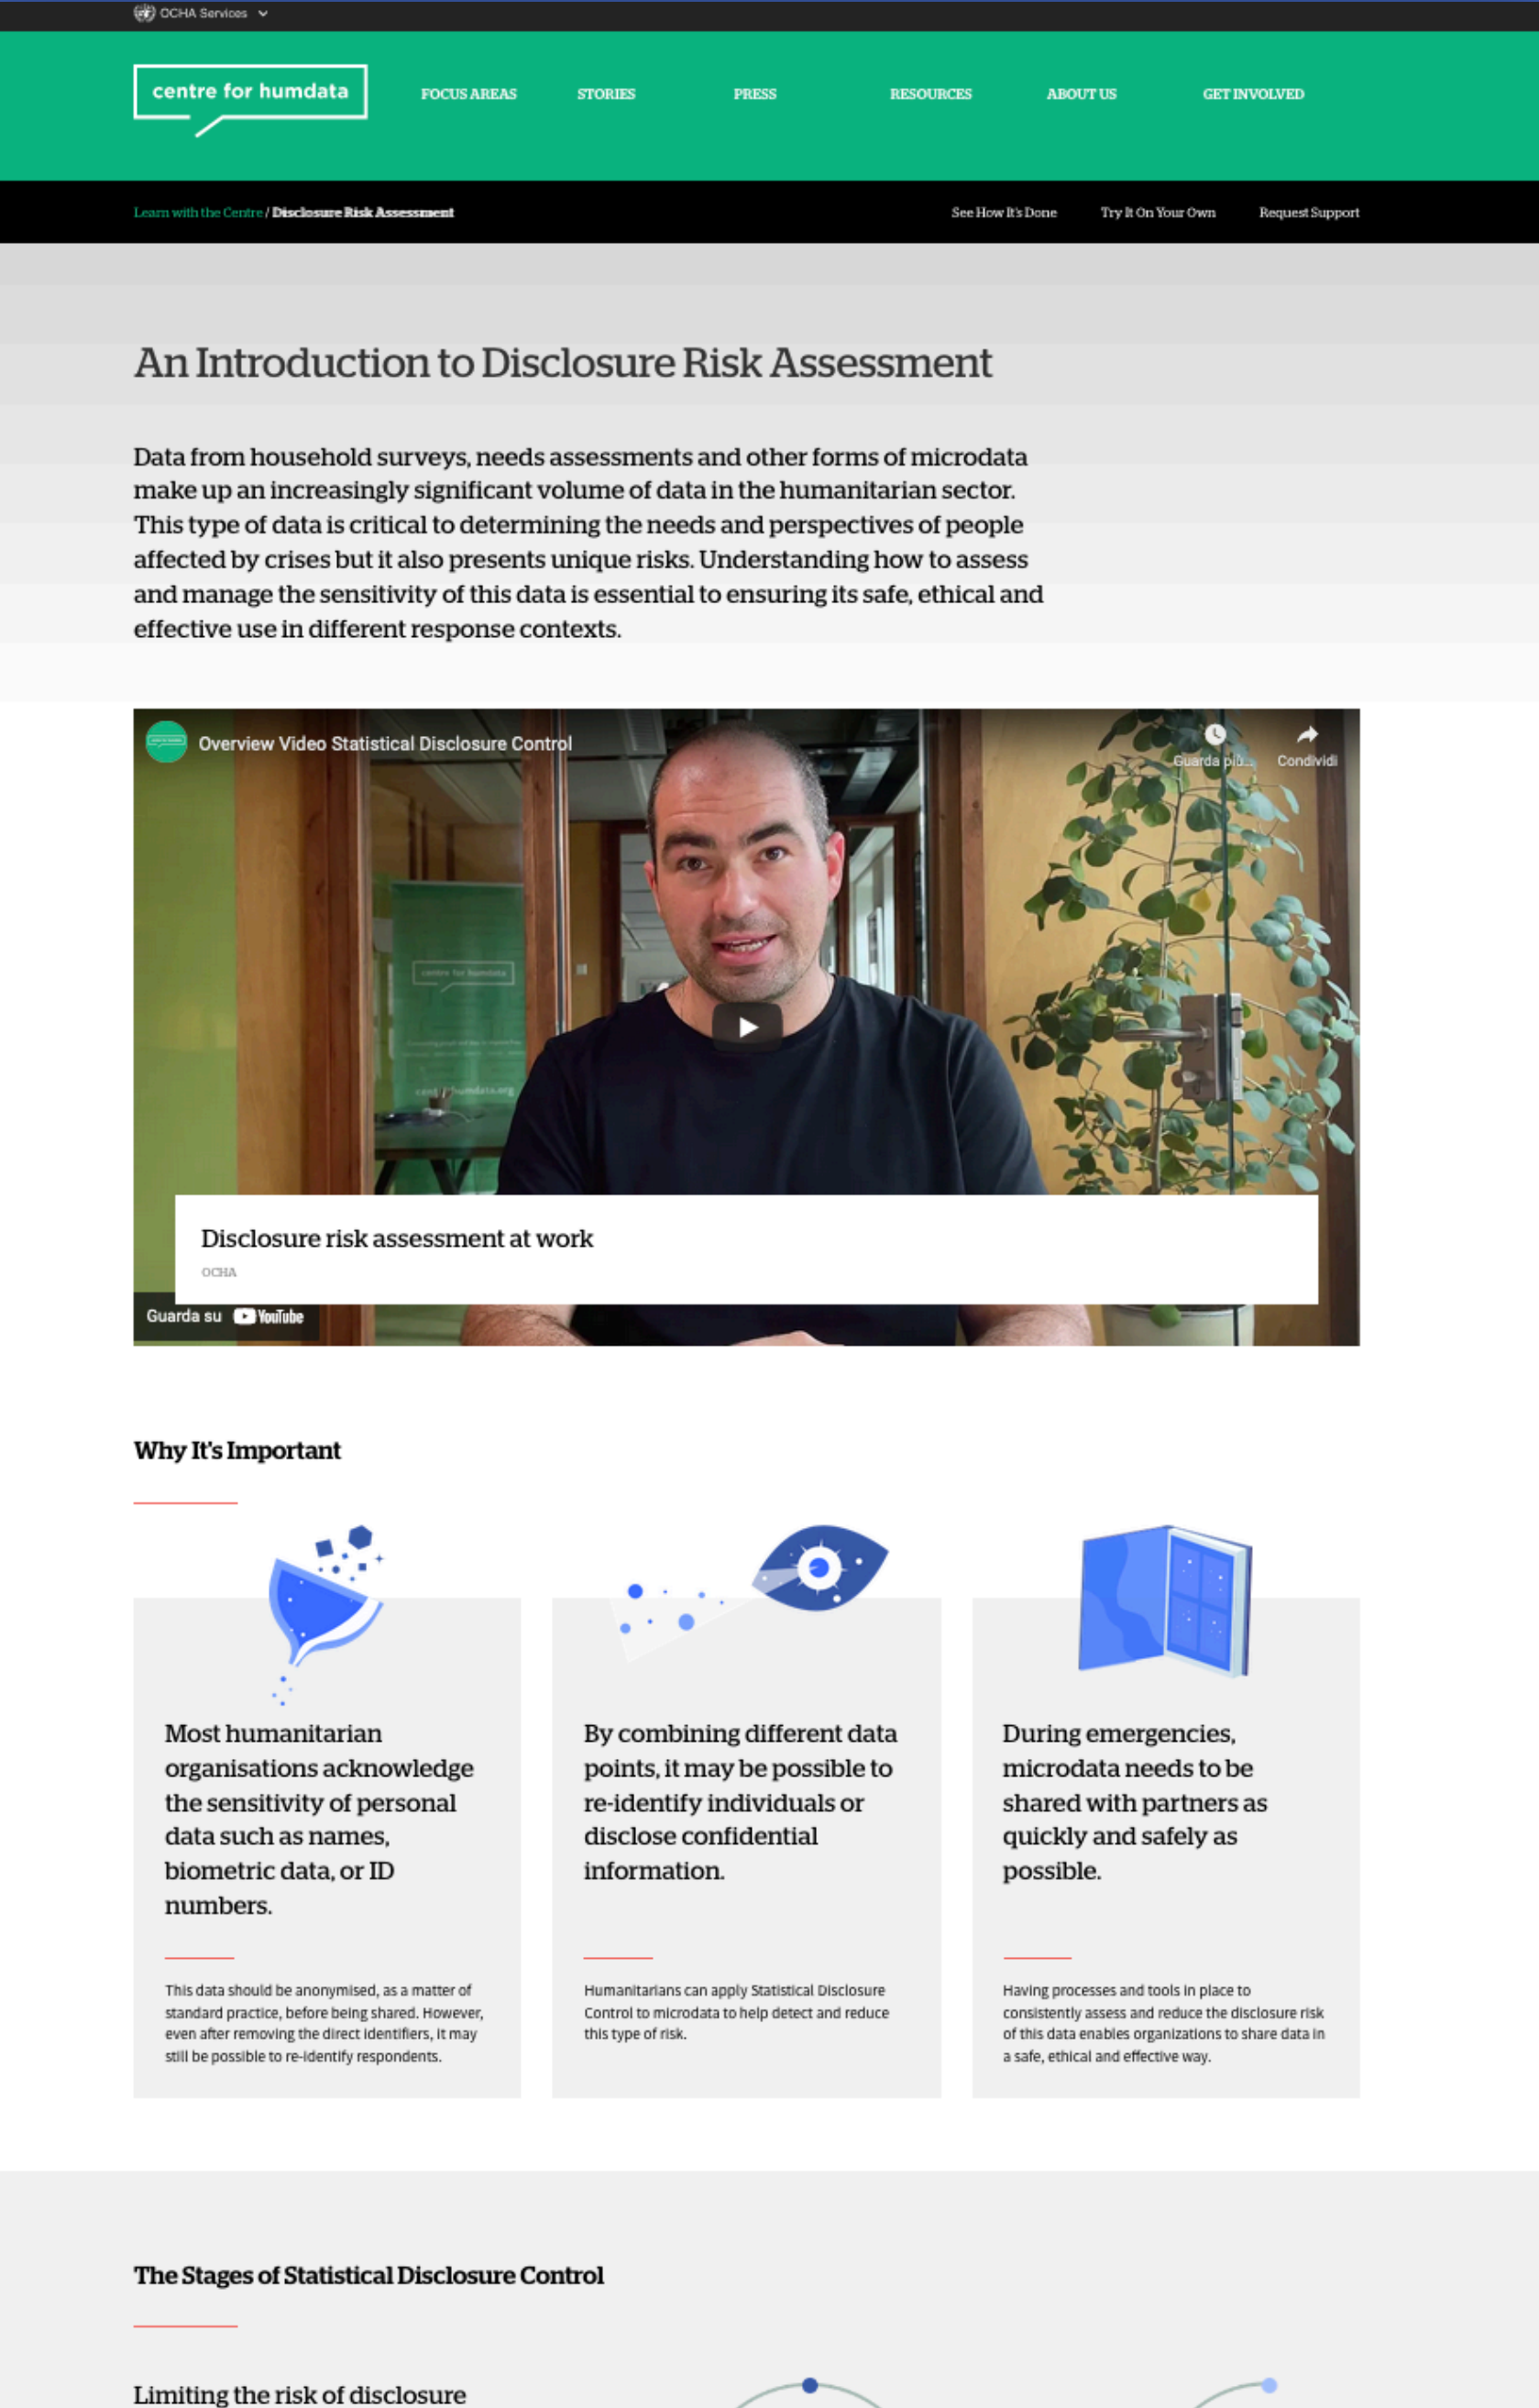 OCHA Services
centre for humdata
FOCUS AREAS
STORIES
PRESS
RESOURCES
ABOUT US
GET INVOLVED
Learn with the Centre / Disclosure Risk Assessment
See How It's Done
Try It On Your Own
Request Support
An Introduction to Disclosure Risk Assessment
Data from household surveys, needs assessments and other forms of microdata
make up an increasingly significant volume of data in the humanitarian sector.
This type of data is critical to determining the needs and perspectives of people
affected by crises but it also presents unique risks. Understanding how to assess
and manage the sensitivity of this data is essential to ensuring its safe, ethical and
effective use in different response contexts.
Overview Video Statistical Disclosure Control
Guarda più...
Condividi
centre for humdata
Disclosure risk assessment at work
OCHA
Guarda su YouTube
Why It's Important
Most humanitarian
organisations acknowledge
the sensitivity of personal
data such as names,
biometric data, or ID
numbers.
This data should be anonymised, as a matter of
standard practice, before being shared. However,
even after removing the direct identifiers, it may
still be possible to re-identify respondents.
By combining different data
points, it may be possible to
re-identify individuals or
disclose confidential
information.
Humanitarians can apply Statistical Disclosure
Control to microdata to help detect and reduce
this type of risk.
During emergencies,
microdata needs to be
shared with partners as
quickly and safely as
possible.
Having processes and tools in place to
consistently assess and reduce the disclosure risk
of this data enables organizations to share data in
a safe, ethical and effective way.
The Stages of Statistical Disclosure Control
Limiting the risk of disclosure